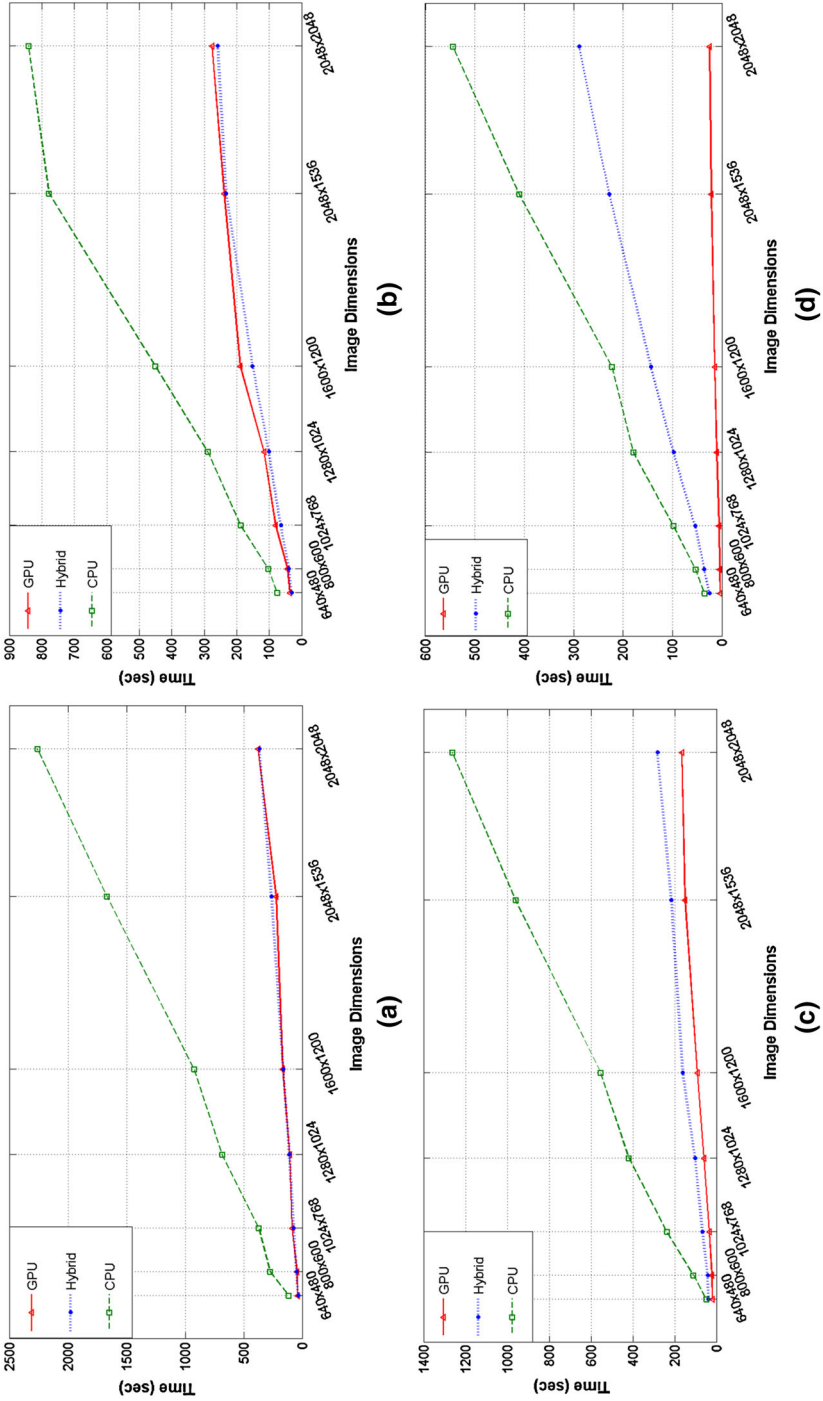 2500
2000
1500
1000
500
0
Time (sec)
GPU
Hybrid
CPU
640x480
800x600
1024x768
1280x1024
1600x1200
2048x1536
2048x2048
Image Dimensions
(a)
900
800
700
600
500
400
300
200
100
0
Time (sec)
GPU
Hybrid
CPU
640x480
800x600
1024x768
1280x1024
1600x1200
2048x1536
2048x2048
Image Dimensions
(b)
1400
1200
1000
800
600
400
200
0
Time (sec)
GPU
Hybrid
CPU
640x480
800x600
1024x768
1280x1024
1600x1200
2048x1536
2048x2048
Image Dimensions
(c)
600
500
400
300
200
100
0
Time (sec)
GPU
Hybrid
CPU
640x480
800x600
1024x768
1280x1024
1600x1200
2048x1536
2048x2048
Image Dimensions
(d)